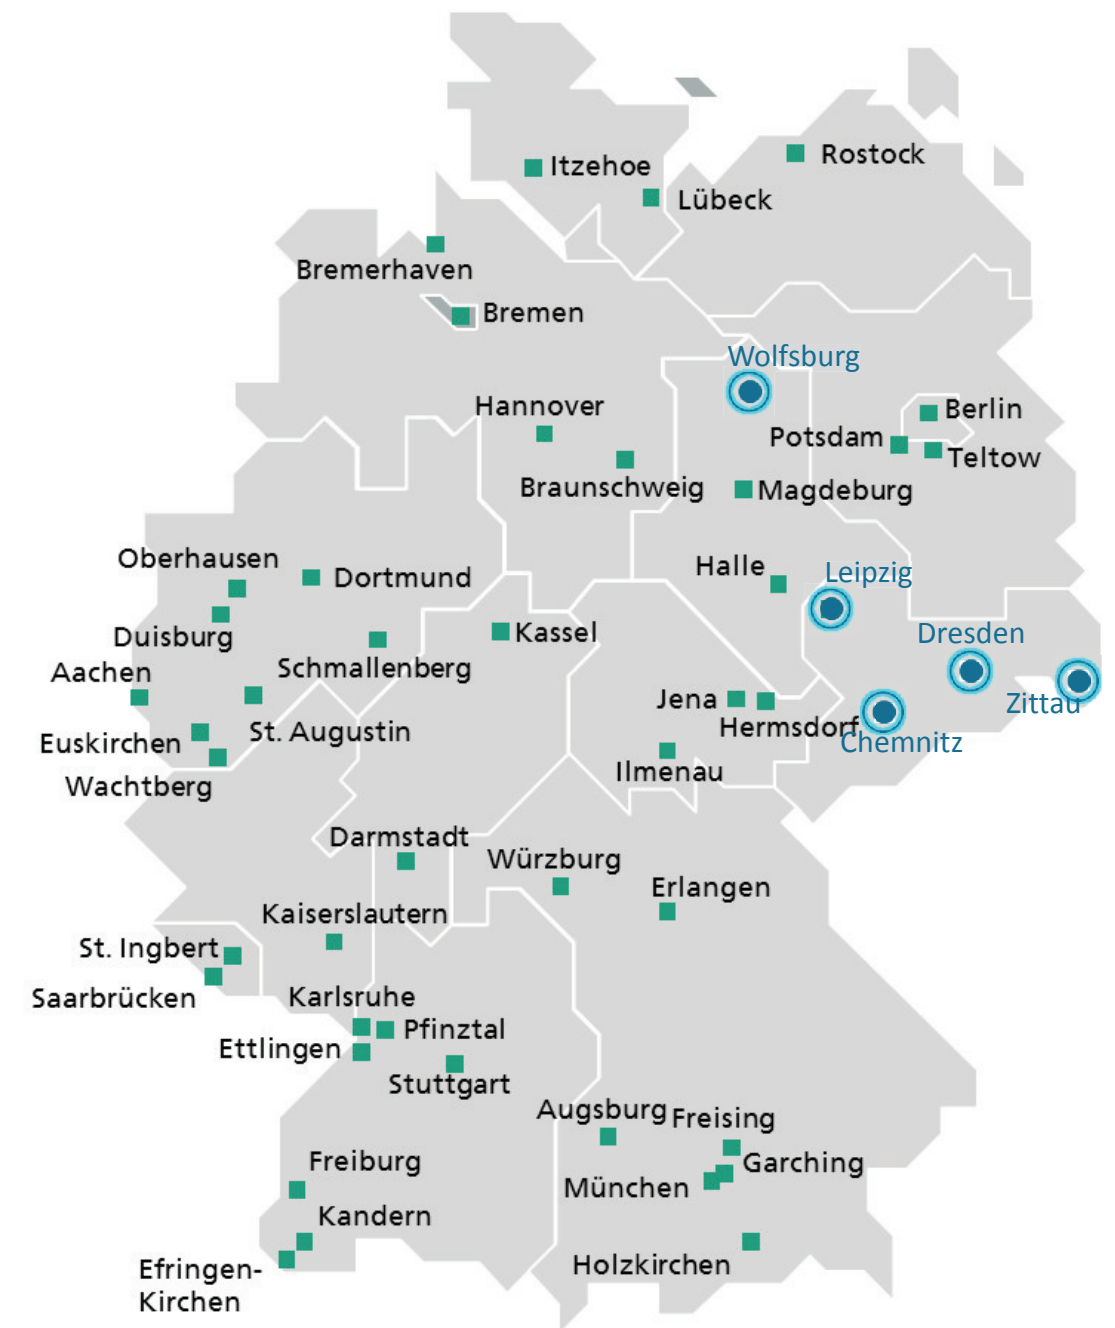 Itzehoe
Rostock
Lübeck
Bremerhaven
Bremen
Wolfsburg
Hannover
Berlin
Potsdam
Teltow
Braunschweig
Magdeburg
Oberhausen
Dortmund
Halle
Leipzig
Duisburg
Kassel
Dresden
Schmallenberg
Aachen
Jena
Zittau
Hermsdorf
St. Augustin
Euskirchen
Chemnitz
Ilmenau
Wachtberg
Darmstadt
Würzburg
Erlangen
Kaiserslautern
St. Ingbert
Saarbrücken
Karlsruhe
Pfinztal
Ettlingen
Stuttgart
Augsburg
Freising
Freiburg
Garching
München
Kandern
Holzkirchen
Efringen-
Kirchen